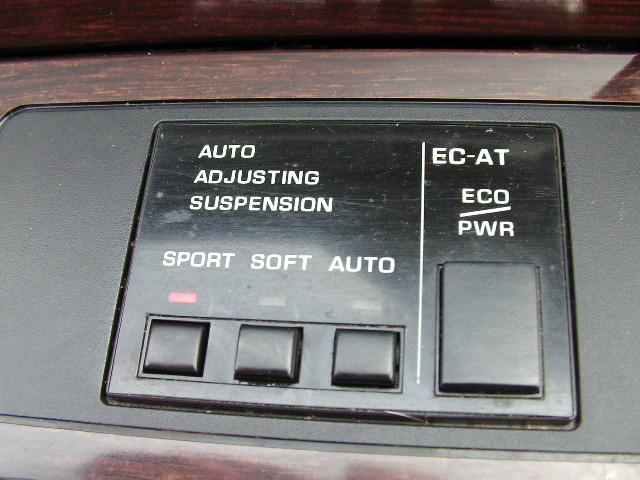 AUTO
ADJUSTING
SUSPENSION
SPORT SOFT AUTO
EC-AT
ECO
PWR